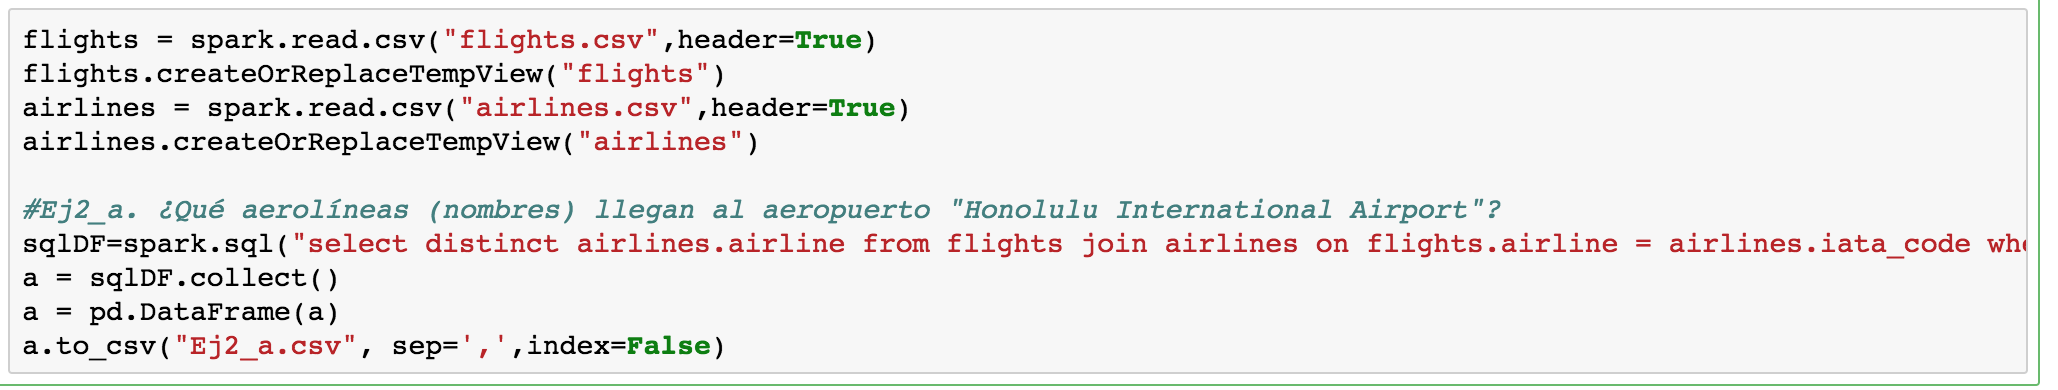 flights = spark.read.csv("flights.csv",header=True)
flights.createOrReplaceTempView("flights")
airlines = spark.read.csv("airlines.csv",header=True)
airlines.createOrReplaceTempView("airlines")
#Ej2_a. ¿Qué aerolíneas (nombres) llegan al aeropuerto "Honolulu International Airport"?
sqlDF=spark.sql("select distinct airlines.airline from flights join airlines on flights.airline = airlines.iata_code
a = sqlDF.collect()
a = pd.DataFrame(a)
a.to_csv("Ej2_a.csv", sep=',',index=False)